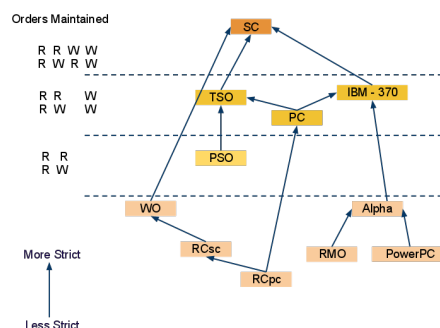 Orders Maintained
SC
R R W W
R W R W
R R W
R W W
TSO
IBM - 370
PC
R R
R W
PSO
WO
Alpha
RCsc
RMO
PowerPC
RCpc
More Strict
Less Strict